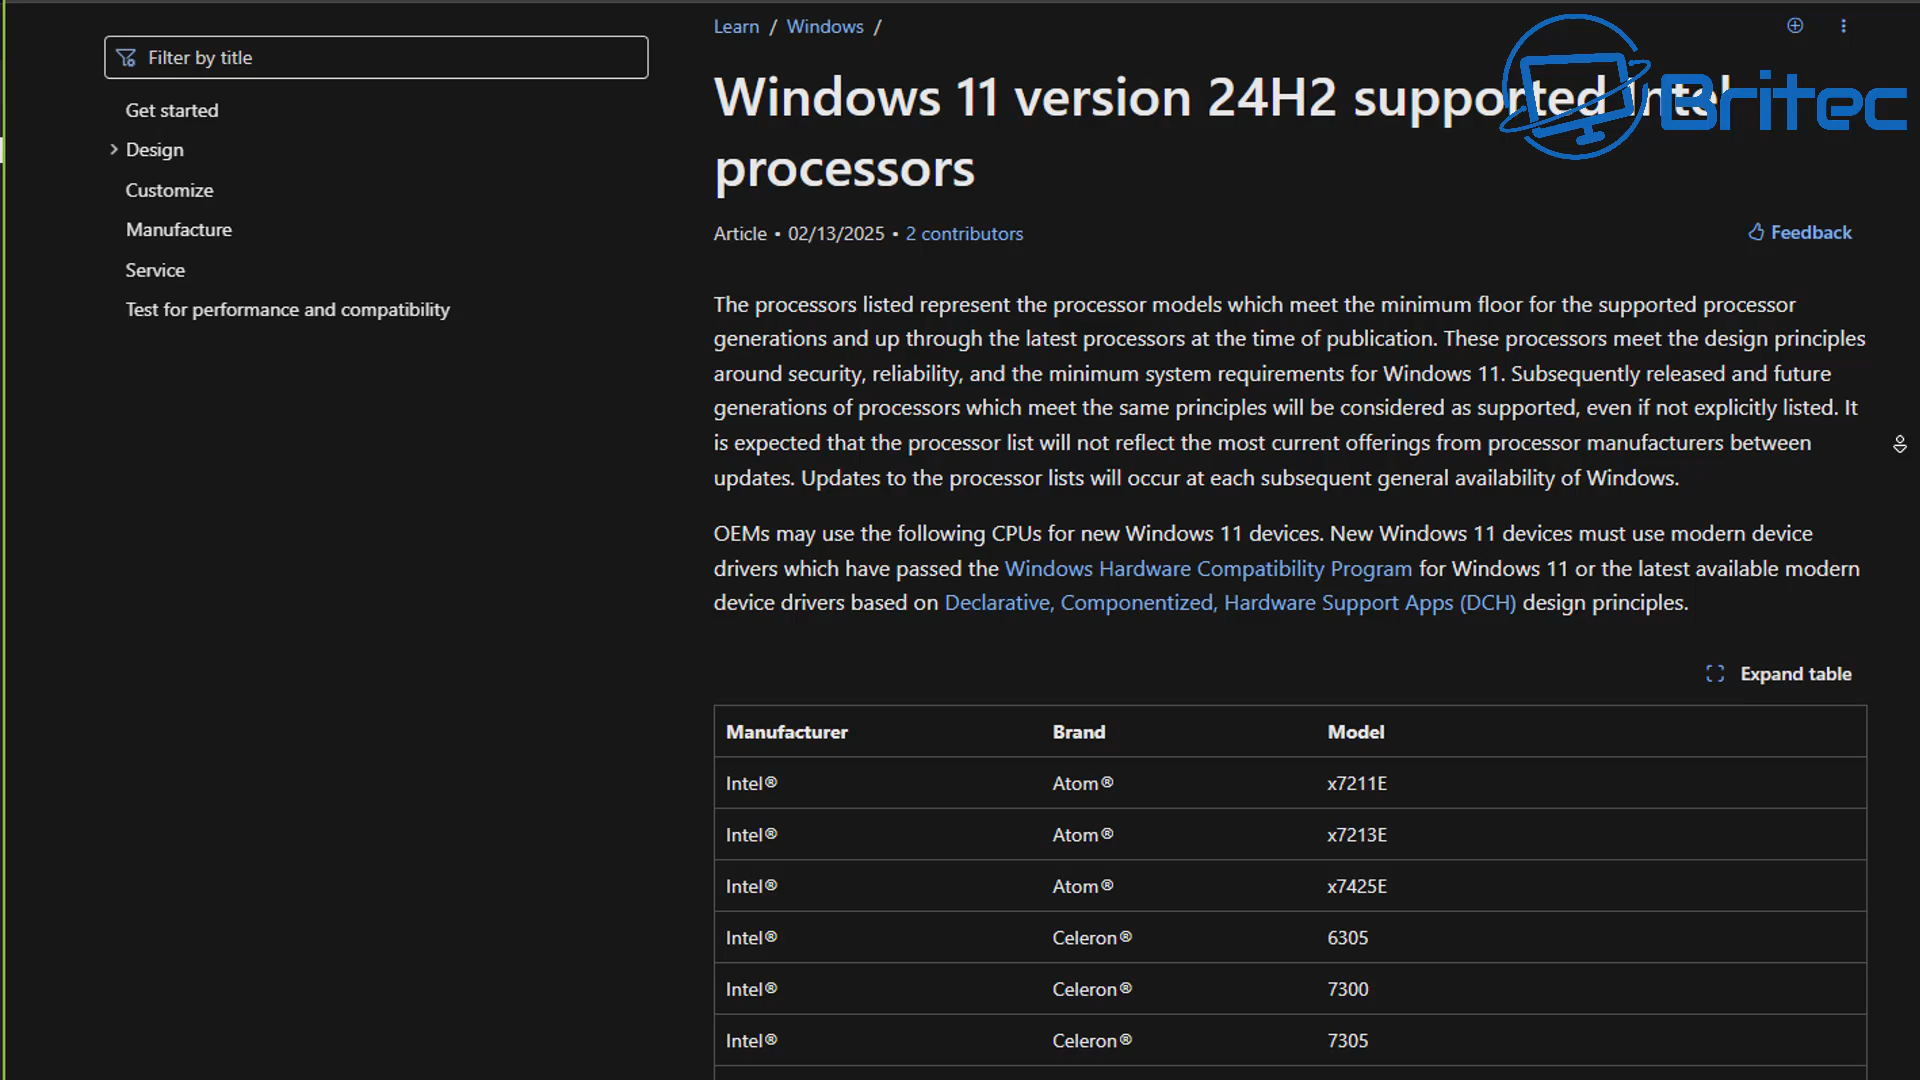 Learn / Windows /
Filter by title
Get started
Design
Customize
Manufacture
Service
Test for performance and compatibility
Britec
Windows 11 version 24H2 supported Intel
processors
Article • 02/13/2025 • 2 contributors
Feedback
The processors listed represent the processor models which meet the minimum floor for the supported processor
generations and up through the latest processors at the time of publication. These processors meet the design principles
around security, reliability, and the minimum system requirements for Windows 11. Subsequently released and future
generations of processors which meet the same principles will be considered as supported, even if not explicitly listed. It
is expected that the processor list will not reflect the most current offerings from processor manufacturers between
updates. Updates to the processor lists will occur at each subsequent general availability of Windows.
OEMs may use the following CPUs for new Windows 11 devices. New Windows 11 devices must use modern device
drivers which have passed the Windows Hardware Compatibility Program for Windows 11 or the latest available modern
device drivers based on Declarative, Componentized, Hardware Support Apps (DCH) design principles.
Expand table
Manufacturer Brand Model
Intel® Atom® x7211E
Intel® Atom® x7213E
Intel® Atom® x7425E
Intel® Celeron® 6305
Intel® Celeron® 7300
Intel® Celeron® 7305